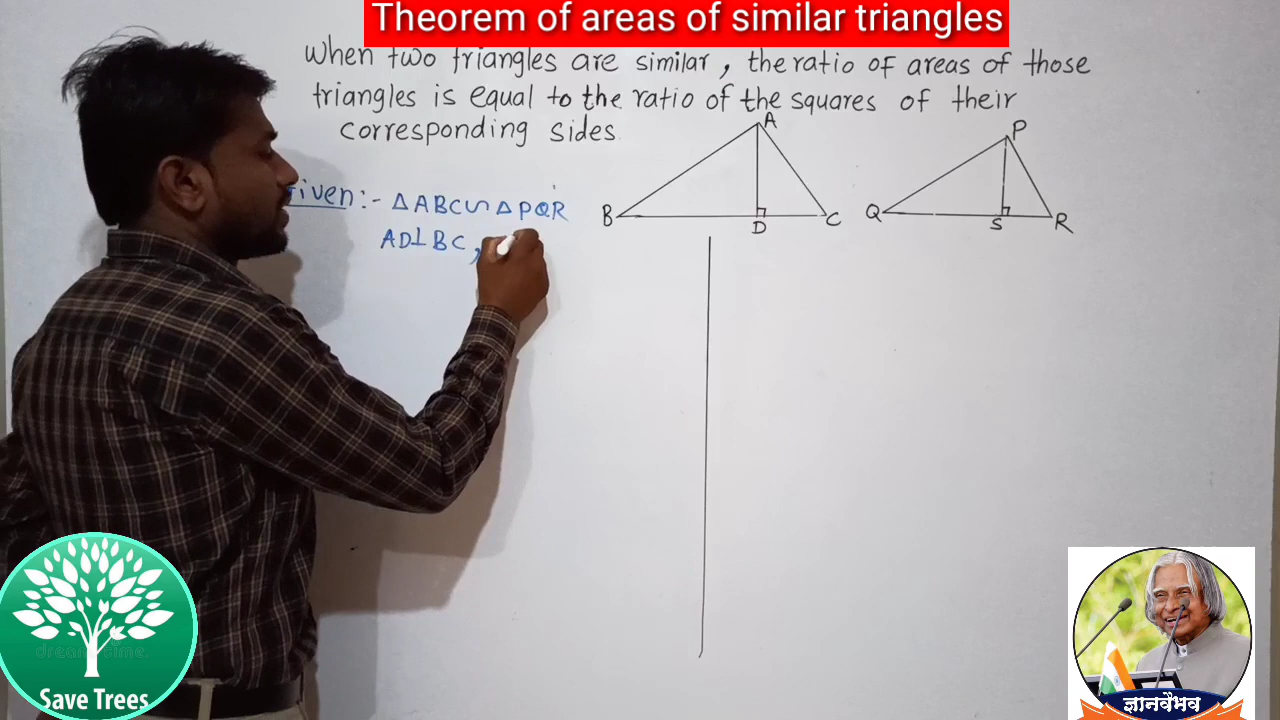 Theorem of areas of similar triangles
When two triangles are similar, the ratio of areas of those
triangles is equal to the ratio of the squares of their
corresponding sides.
Given :- ΔABC ∽ ΔPQR
AD⊥BC,
A
B
D
C
P
Q
S
R
dreamstime.
Save Trees
ज्ञानवैभव